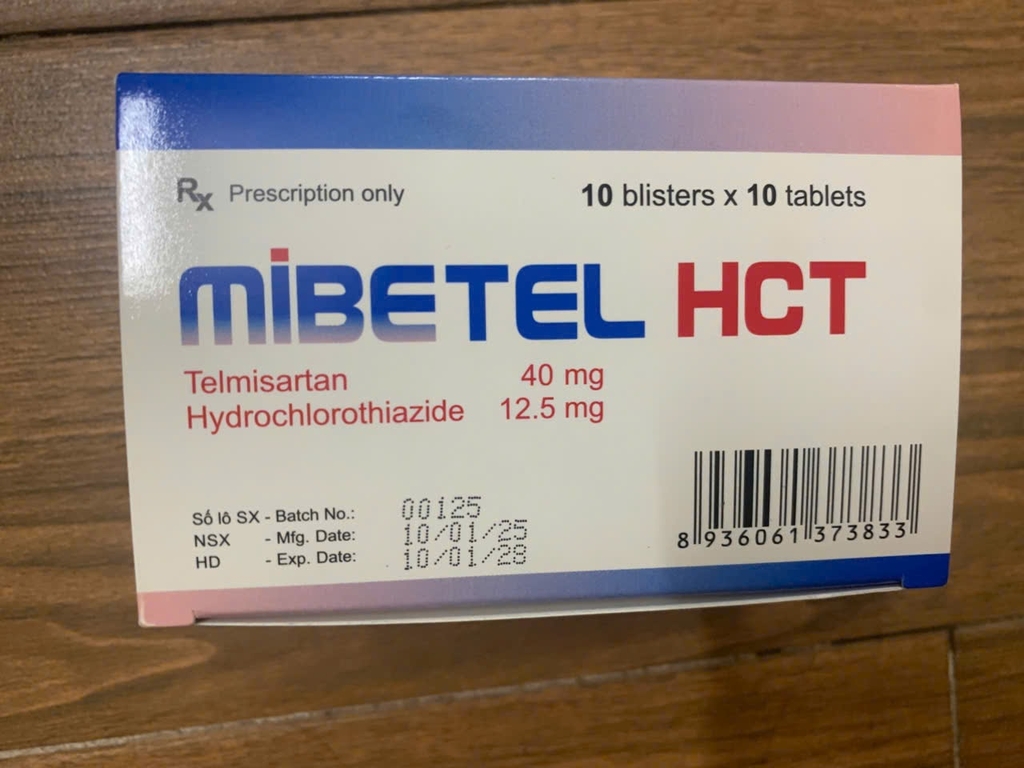 Rx Prescription only
10 blisters x 10 tablets
MIBETEL HCT
Telmisartan 40 mg
Hydrochlorothiazide 12.5 mg
Số lô SX - Batch No.: 00125
NSX - Mfg. Date: 10/01/25
HD - Exp. Date: 10/01/28
8 936061 373833